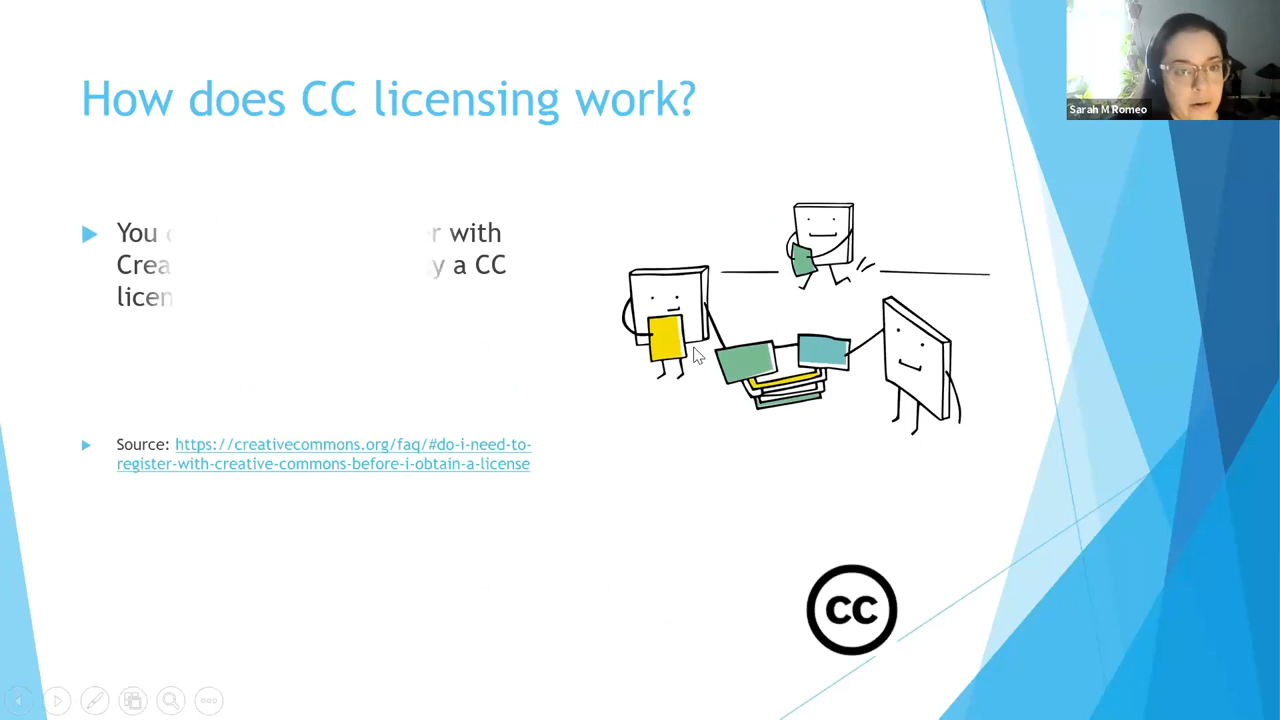 How does CC licensing work?
Sarah M Romeo
You with
Crea y a CC
licen
Source: https://creativecommons.org/faq/#do-i-need-to-
register-with-creative-commons-before-i-obtain-a-license
CC